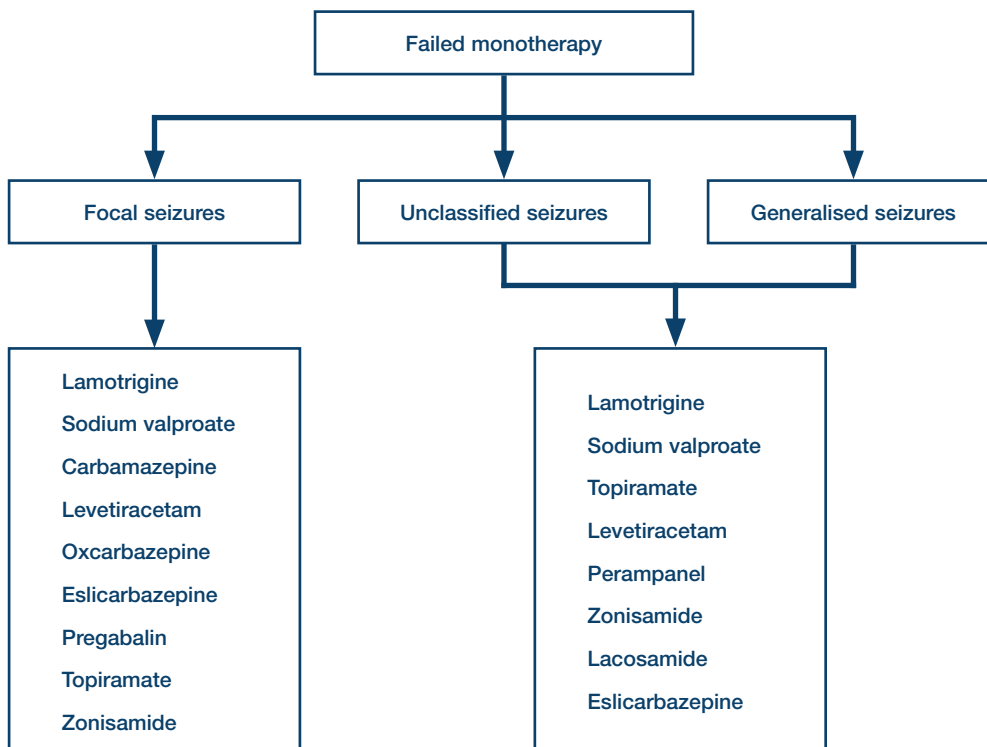 Failed monotherapy
Focal seizures
Unclassified seizures
Generalised seizures
Lamotrigine
Sodium valproate
Carbamazepine
Levetiracetam
Oxcarbazepine
Eslicarbazepine
Pregabalin
Topiramate
Zonisamide
Lamotrigine
Sodium valproate
Topiramate
Levetiracetam
Perampanel
Zonisamide
Lacosamide
Eslicarbazepine